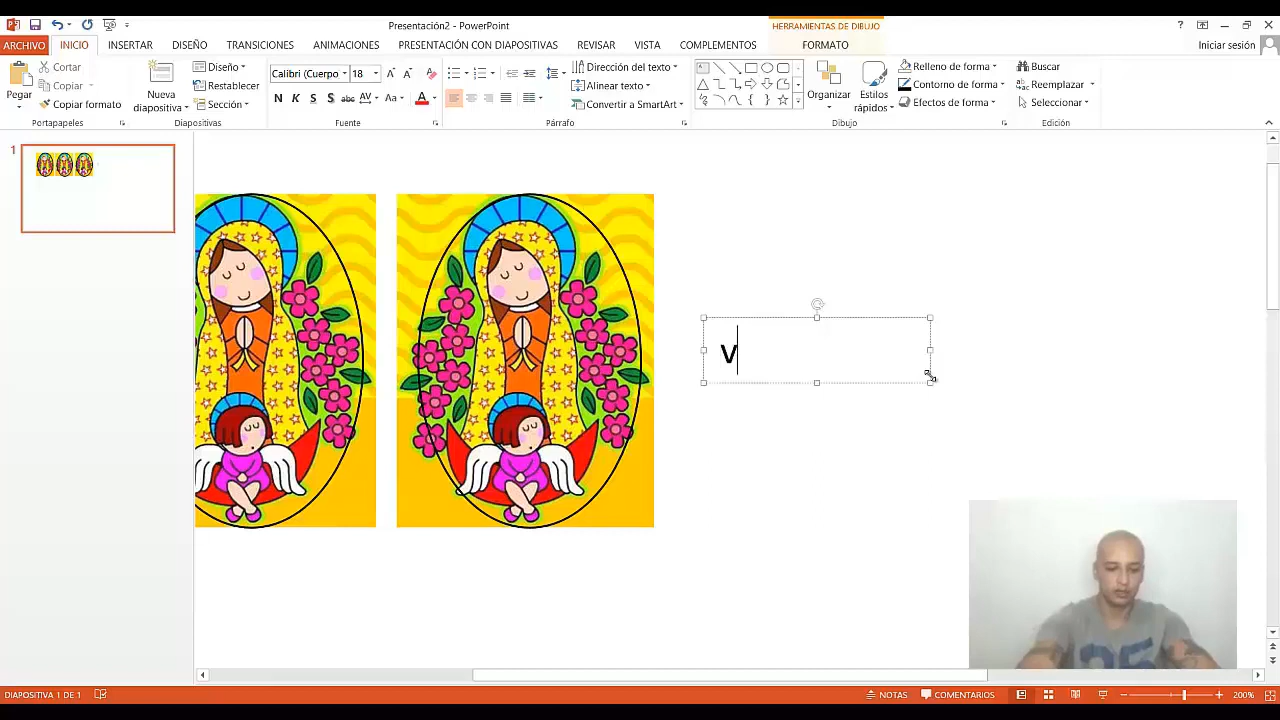 Presentación2 - PowerPoint
HERRAMIENTAS DE DIBUJO
ARCHIVO INICIO INSERTAR DISEÑO TRANSICIONES ANIMACIONES PRESENTACIÓN CON DIAPOSITIVAS REVISAR VISTA COMPLEMENTOS FORMATO Iniciar sesión
Pegar
Cortar
Copiar
Copiar formato
Portapapeles
Nueva
diapositiva
Diseño
Restablecer
Sección
Diapositivas
Calibri (Cuerpo 18
N K S S abc AV Aa A
Fuente
Dirección del texto
Alinear texto
Convertir a SmartArt
Párrafo
Organizar
Estilos
rápidos
Relleno de forma
Contorno de forma
Efectos de forma
Dibujo
Buscar
Reemplazar
Seleccionar
Edición
1
v
25
DIAPOSITIVA 1 DE 1 NOTAS COMENTARIOS 200%